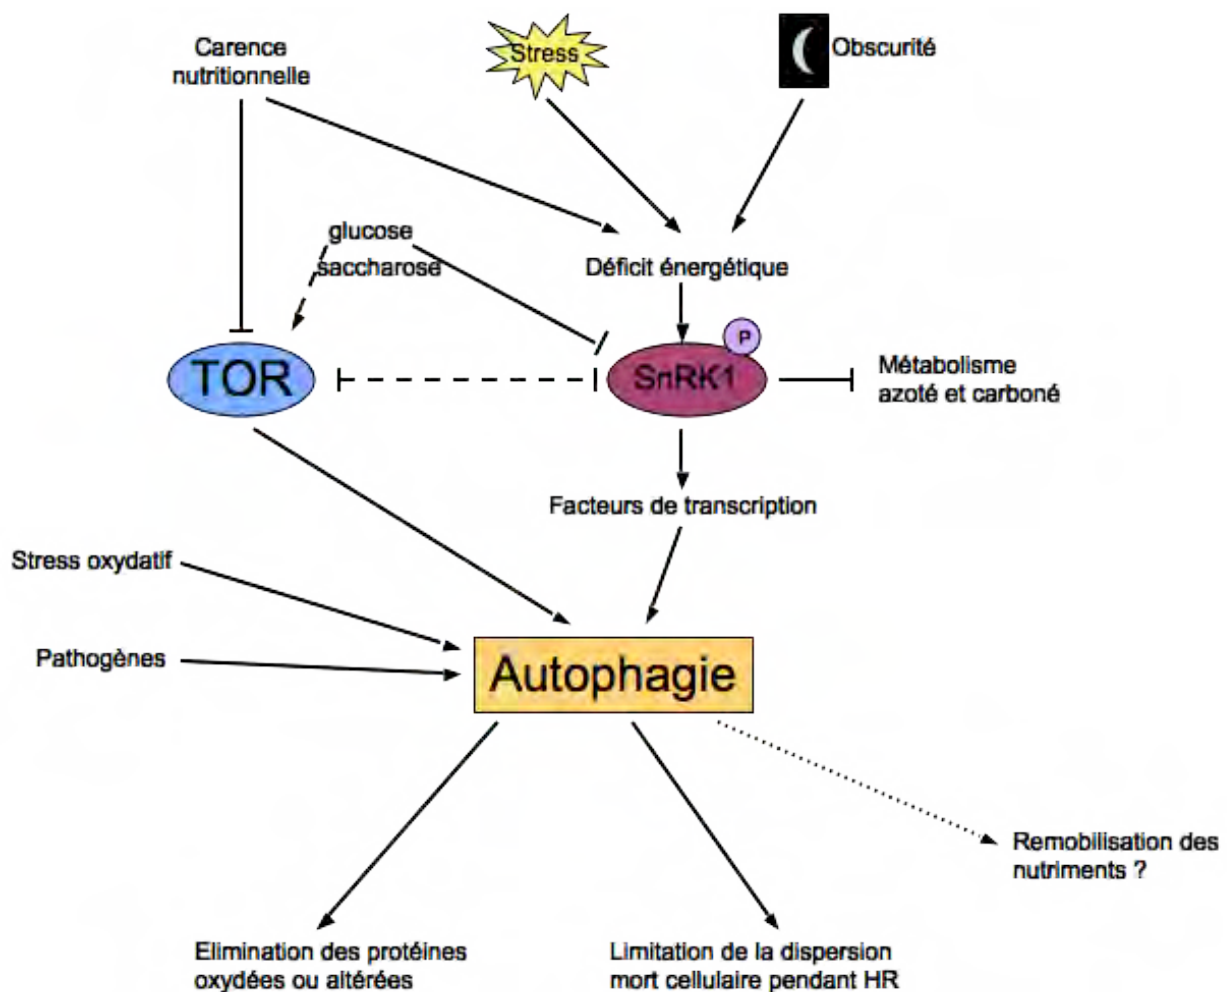 Carence
nutritionnelle
Stress
Obscurité
glucose
saccharose
Déficit énergétique
TOR
P
SnRK1
Métabolisme
azoté et carboné
Facteurs de transcription
Stress oxydatif
Pathogènes
Autophagie
Remobilisation des
nutriments ?
Elimination des protéines
oxydées ou altérées
Limitation de la dispersion
mort cellulaire pendant HR